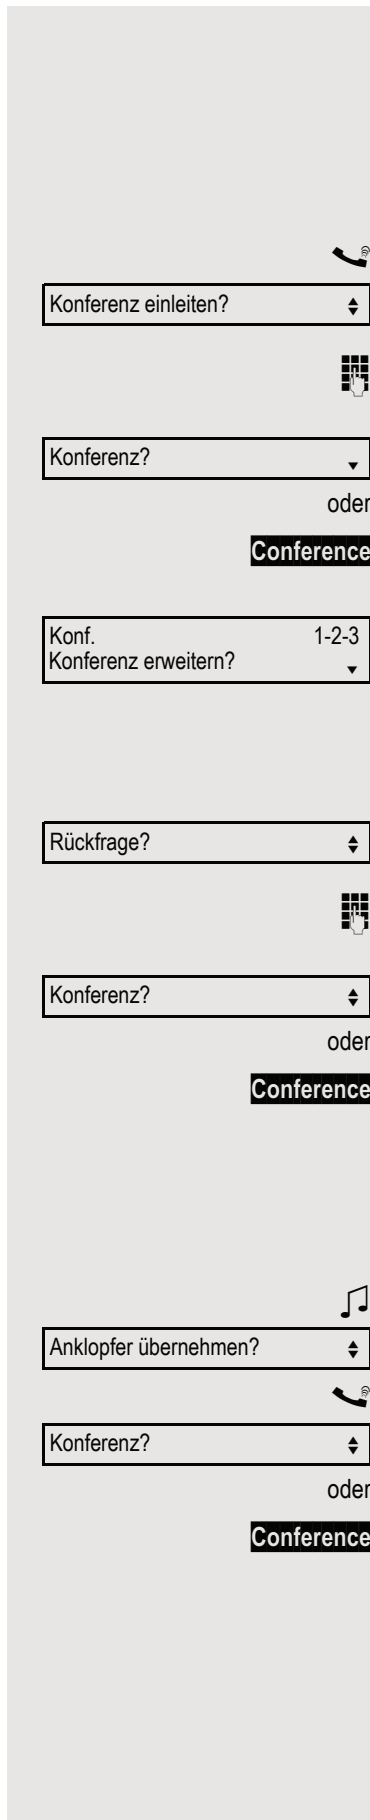 Konferenz einleiten?
Konferenz?
oder
Conference
Konf. 1-2-3
Konferenz erweitern?
Rückfrage?
Konferenz?
oder
Conference
Anklopfer übernehmen?
Konferenz?
oder
Conference